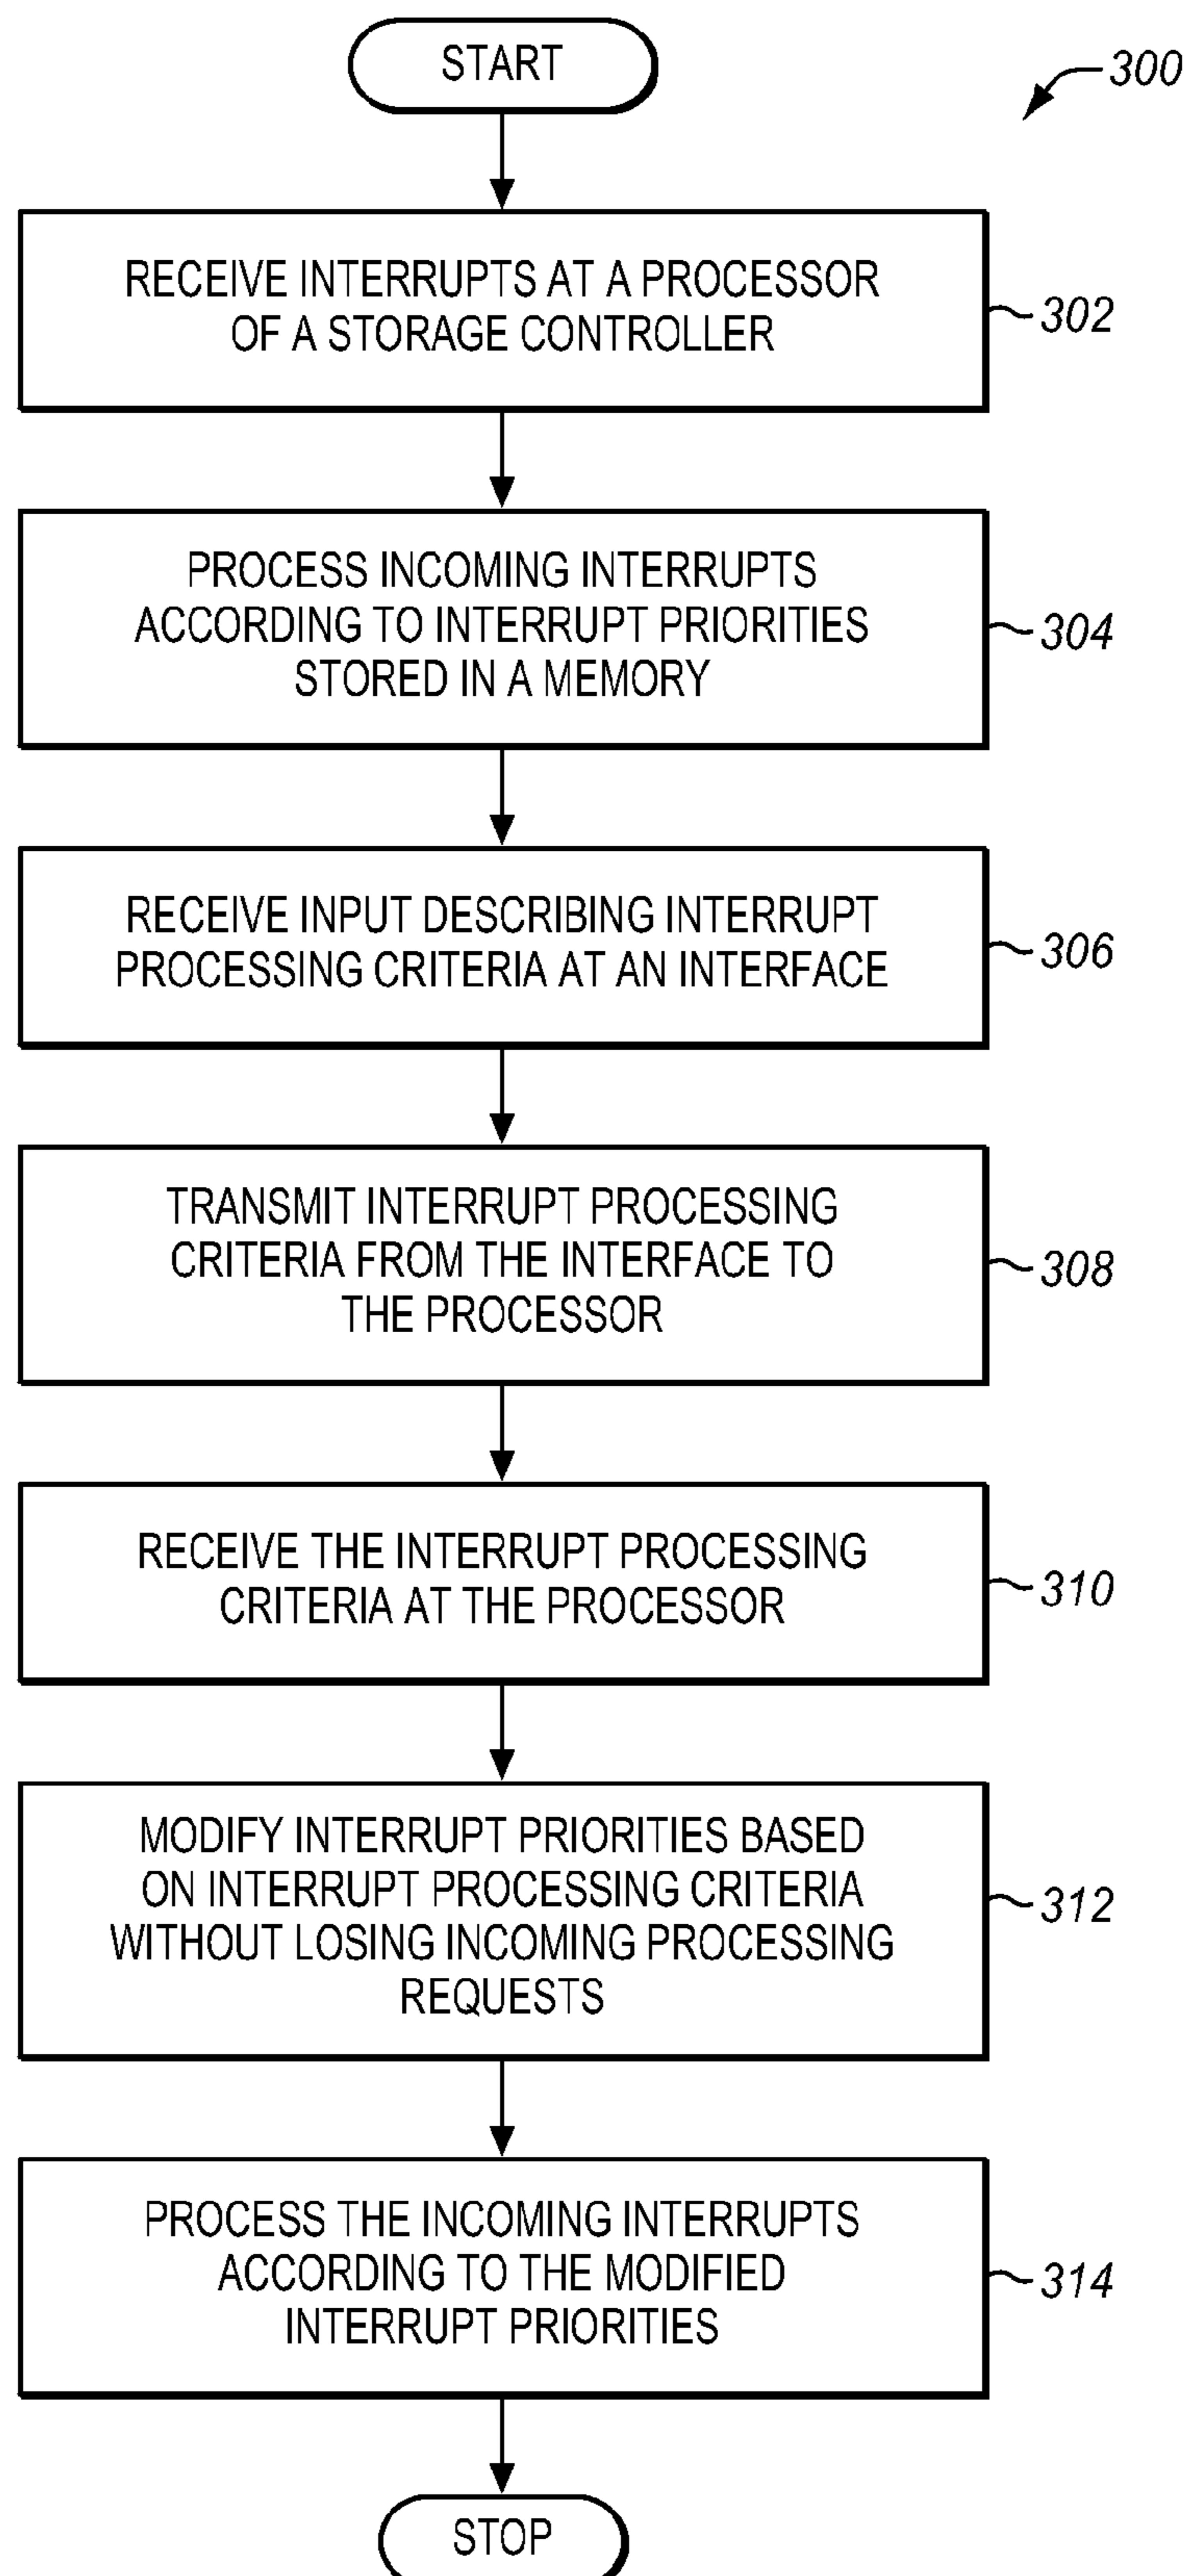 START
300
RECEIVE INTERRUPTS AT A PROCESSOR
OF A STORAGE CONTROLLER
302
PROCESS INCOMING INTERRUPTS
ACCORDING TO INTERRUPT PRIORITIES
STORED IN A MEMORY
304
RECEIVE INPUT DESCRIBING INTERRUPT
PROCESSING CRITERIA AT AN INTERFACE
306
TRANSMIT INTERRUPT PROCESSING
CRITERIA FROM THE INTERFACE TO
THE PROCESSOR
308
RECEIVE THE INTERRUPT PROCESSING
CRITERIA AT THE PROCESSOR
310
MODIFY INTERRUPT PRIORITIES BASED
ON INTERRUPT PROCESSING CRITERIA
WITHOUT LOSING INCOMING PROCESSING
REQUESTS
312
PROCESS THE INCOMING INTERRUPTS
ACCORDING TO THE MODIFIED
INTERRUPT PRIORITIES
314
STOP